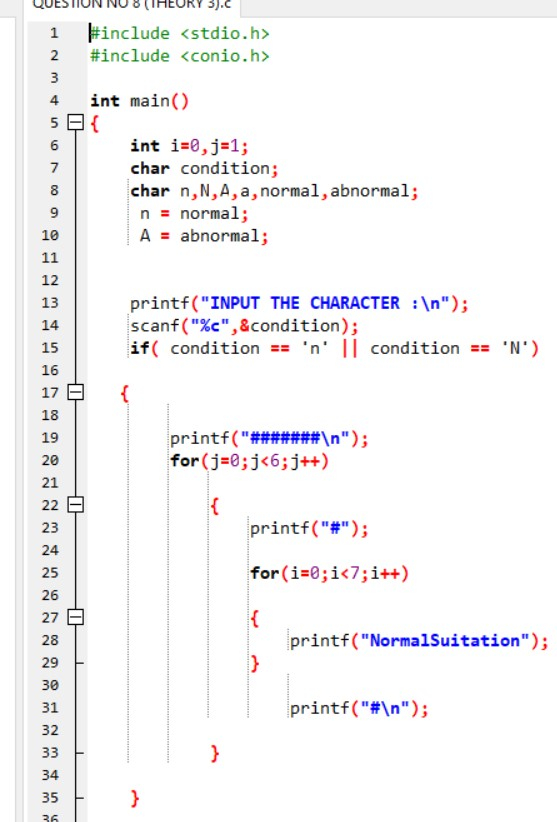 QUESTION NO 8 (THEORY 3).c
1 #include <stdio.h>
2 #include <conio.h>
3
4 int main()
5 {
6 int i=0,j=1;
7 char condition;
8 char n,N,A,a,normal,abnormal;
9 n = normal;
10 A = abnormal;
11
12
13 printf("INPUT THE CHARACTER :\n");
14 scanf("%c",&condition);
15 if( condition == 'n' || condition == 'N')
16
17 {
18
19 printf("#######\n");
20 for(j=0;j<6;j++)
21
22 {
23 printf("#");
24
25 for(i=0;i<7;i++)
26
27 {
28 printf("NormalSuitation");
29 }
30
31 printf("#\n");
32
33 }
34
35 }
36